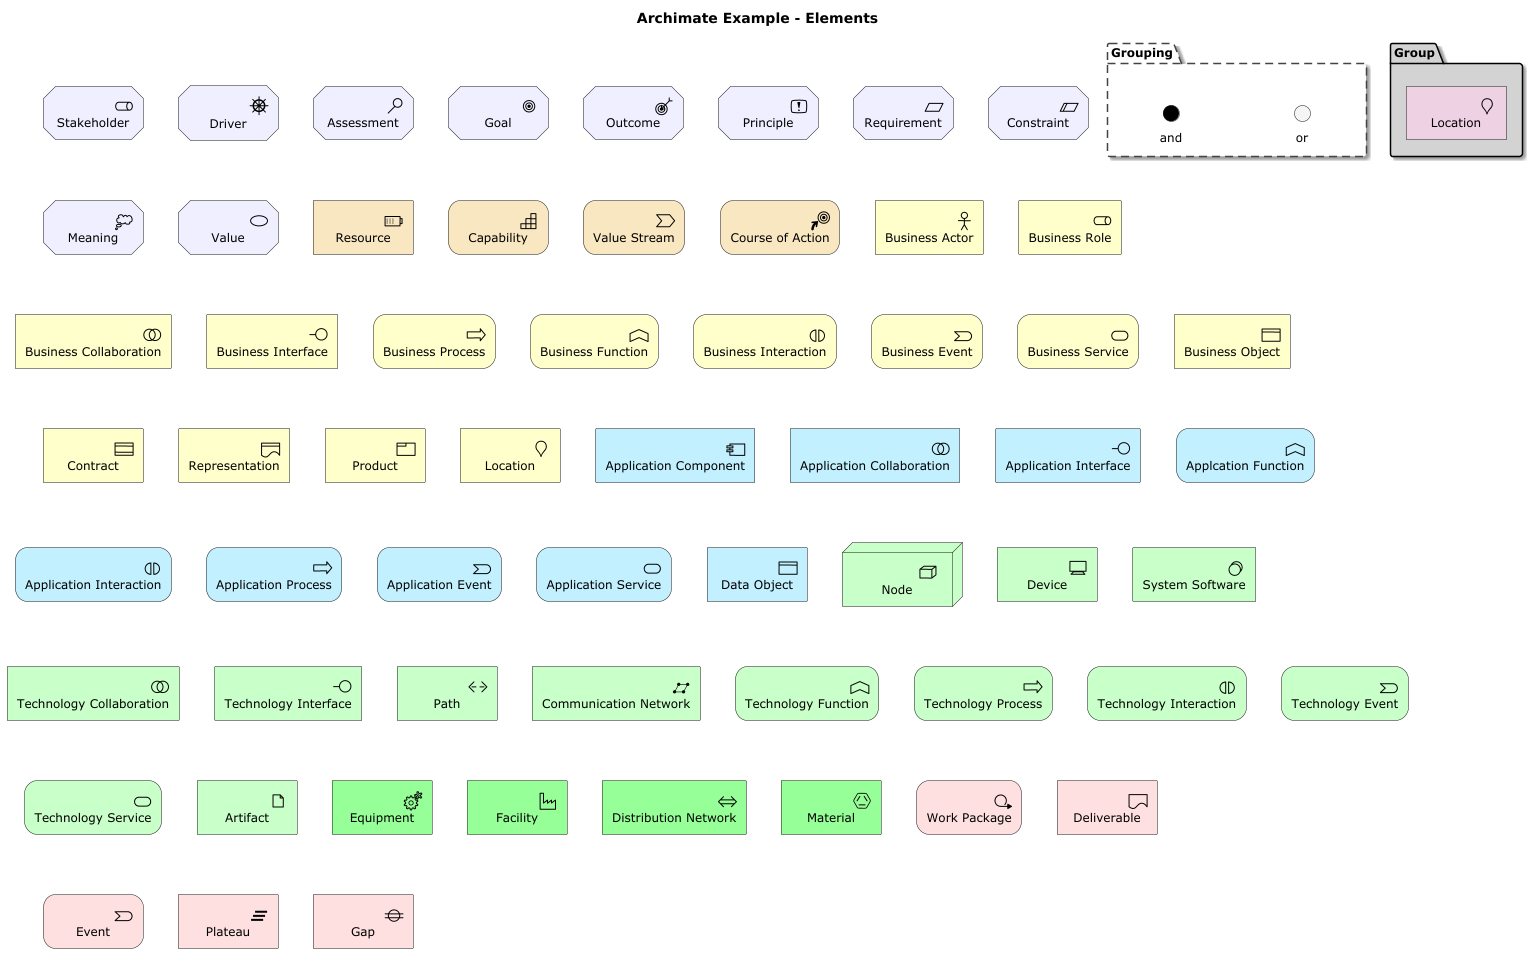 Archimate Example - Elements
Grouping
Group
Stakeholder
Driver
Assessment
Goal
Outcome
Principle
Requirement
Constraint
and
or
Location
Meaning
Value
Resource
Capability
Value Stream
Course of Action
Business Actor
Business Role
Business Collaboration
Business Interface
Business Process
Business Function
Business Interaction
Business Event
Business Service
Business Object
Contract
Representation
Product
Location
Application Component
Application Collaboration
Application Interface
Applcation Function
Application Interaction
Application Process
Application Event
Application Service
Data Object
Node
Device
System Software
Technology Collaboration
Technology Interface
Path
Communication Network
Technology Function
Technology Process
Technology Interaction
Technology Event
Technology Service
Artifact
Equipment
Facility
Distribution Network
Material
Work Package
Deliverable
Event
Plateau
Gap